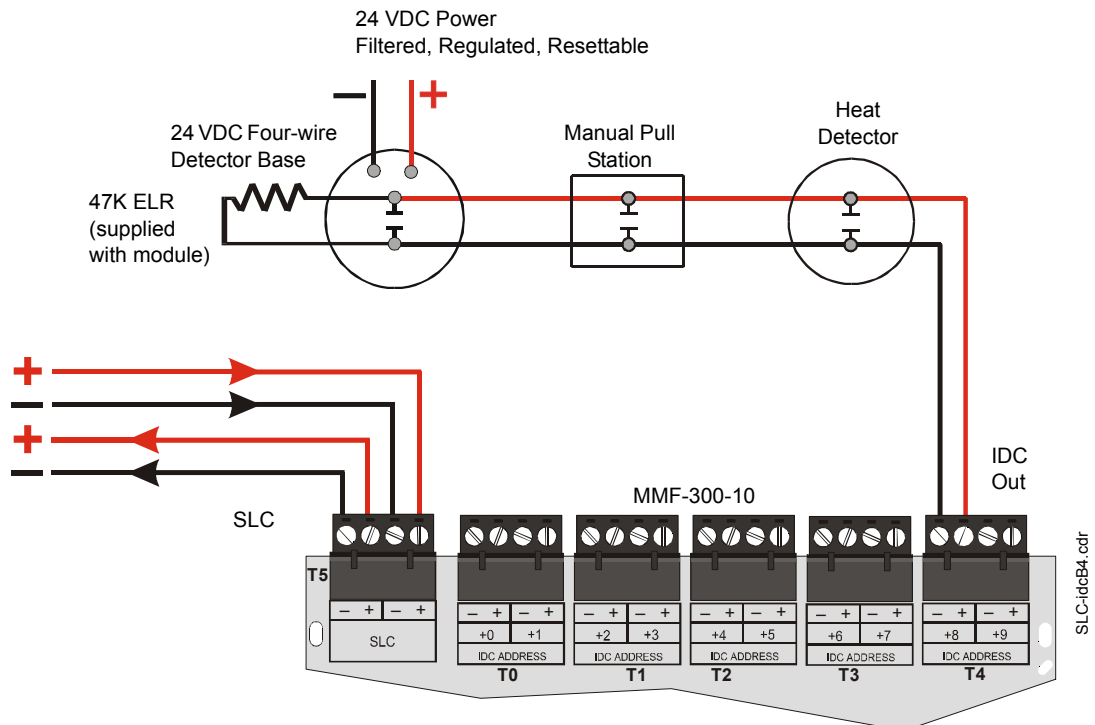 24 VDC Power
Filtered, Regulated, Resettable
− +
24 VDC Four-wire
Detector Base
Manual Pull
Station
Heat
Detector
47K ELR
(supplied
with module)
+
−
+
−
IDC
Out
SLC
MMF-300-10
T5
− + − +
SLC
− + − +
+0 +1
IDC ADDRESS
T0
− + − +
+2 +3
IDC ADDRESS
T1
− + − +
+4 +5
IDC ADDRESS
T2
− + − +
+6 +7
IDC ADDRESS
T3
− + − +
+8 +9
IDC ADDRESS
T4
SLC-idcB4.cdr